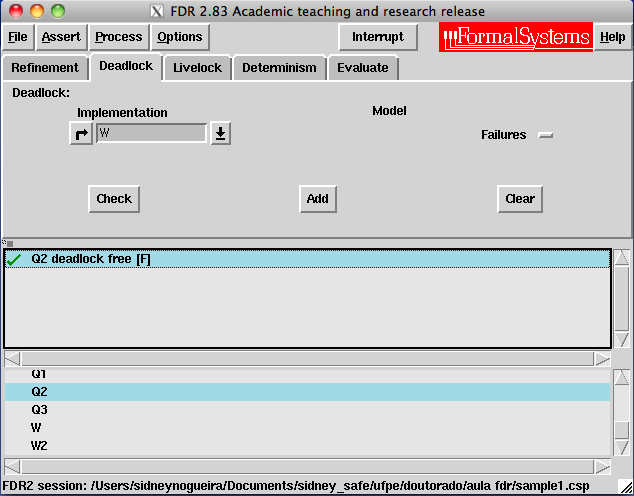 X FDR 2.83 Academic teaching and research release
File Assert Process Options Interrupt FormalSystems Help
Refinement Deadlock Livelock Determinism Evaluate
Deadlock:
Implementation Model
W Failures
Check Add Clear
Q2 deadlock free [F]
Q1
Q2
Q3
W
W2
FDR2 session: /Users/sidneynogueira/Documents/sidney_safe/ufpe/doutorado/aula fdr/sample1.csp